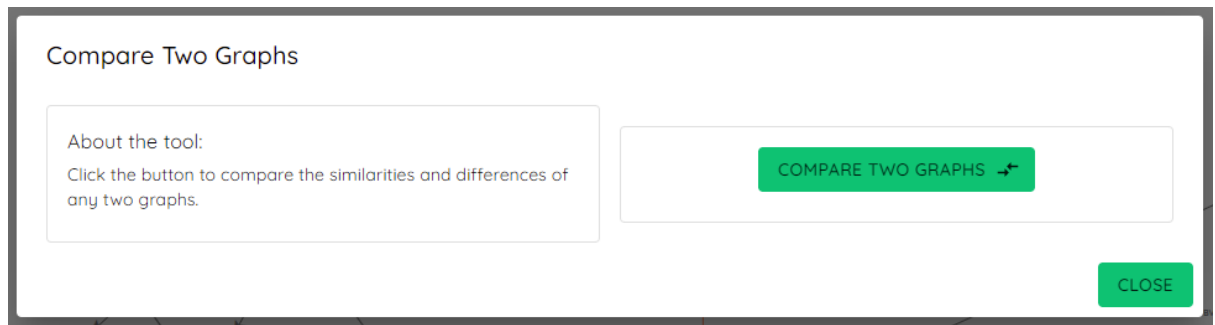 Compare Two Graphs
About the tool:
Click the button to compare the similarities and differences of
any two graphs.
COMPARE TWO GRAPHS
CLOSE